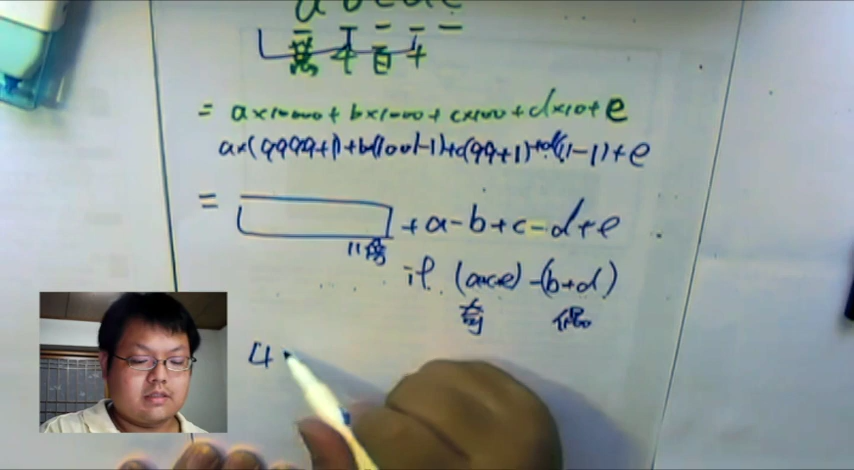 a b c d e
萬 千 百 十
= a×10000 + b×1000 + c×100 + d×10 + e
a×(9999+1)+b(1001-1)+c(99+1)+d(11-1)+e
= + a-b+c-d+e
11倍
if (a+c+e) - (b+d)
奇 偶
4